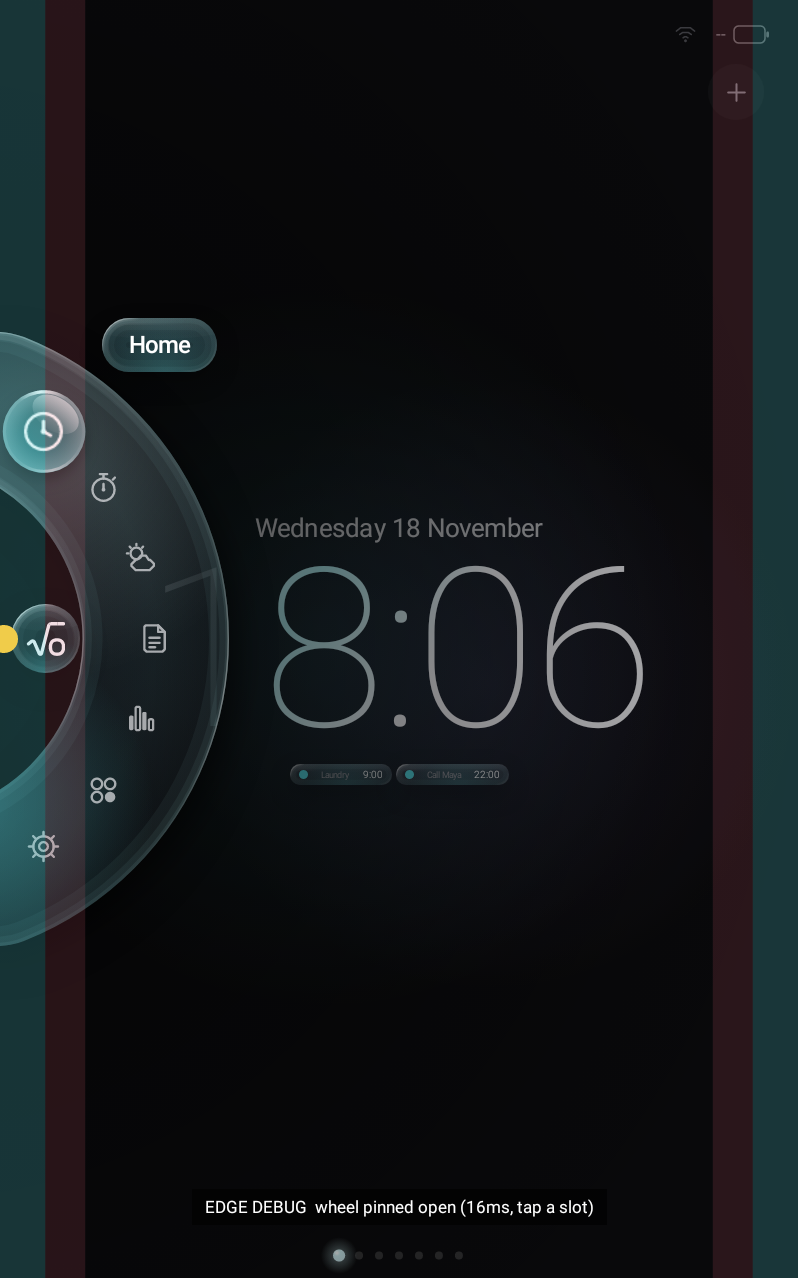 --
Home
Wednesday 18 November
8:06
Laundry 9:00 Call Maya 22:00
EDGE DEBUG wheel pinned open (16ms, tap a slot)